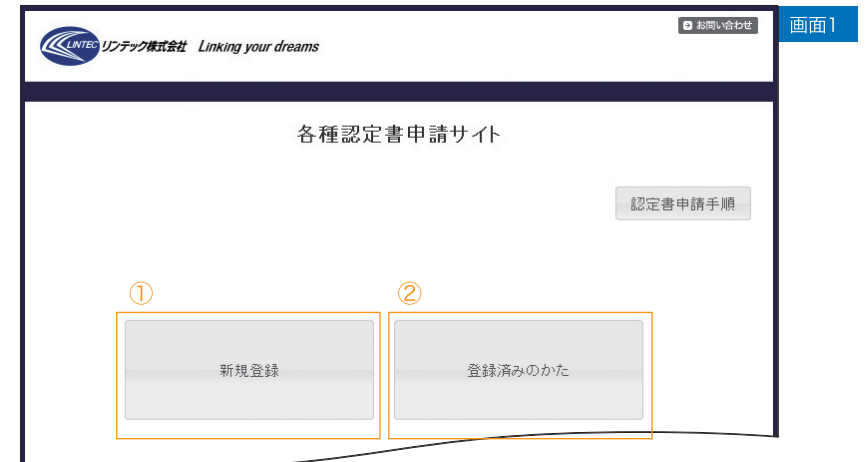 LINTEC リンテック株式会社 Linking your dreams
お問い合わせ
画面1
各種認定書申請サイト
認定書申請手順
① ②
新規登録 登録済みのかた